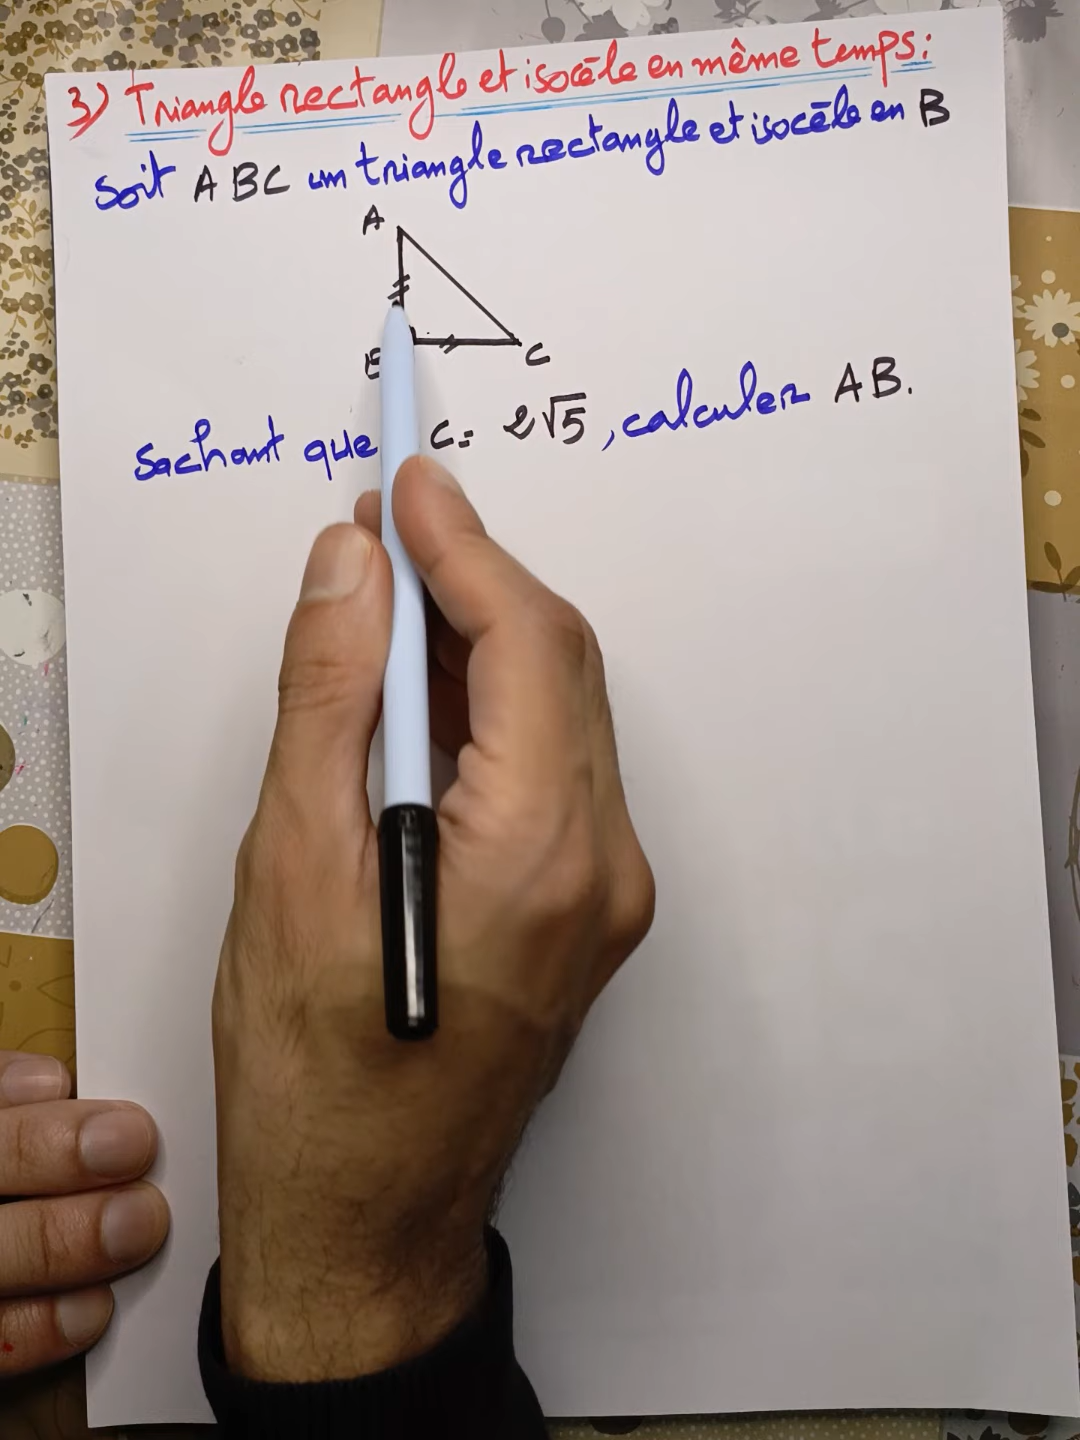 3) Triangle rectangle et isocèle en même temps:
Soit ABC un triangle rectangle et isocèle en B
A
C
Sachant que C = 2√5, calculer AB.